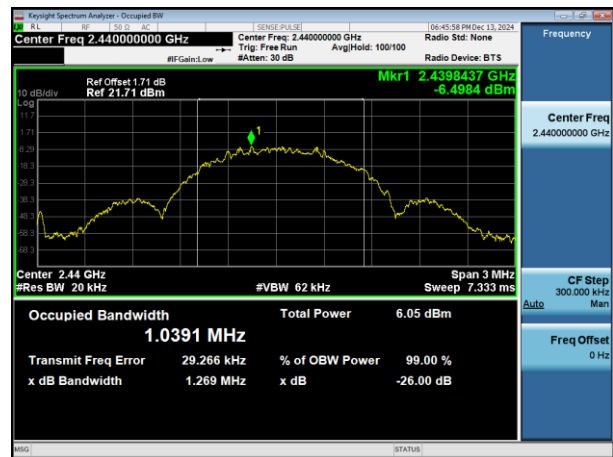 Keysight Spectrum Analyzer - Occupied BW
RL RF 50 Ω AC SENSE:PULSE 06:45:58 PM Dec 13, 2024
Center Freq 2.440000000 GHz Center Freq: 2.440000000 GHz Radio Std: None
Trig: Free Run Avg|Hold: 100/100
#IFGain:Low #Atten: 30 dB Radio Device: BTS
Frequency
Ref Offset 1.71 dB Mkr1 2.4398437 GHz
10 dB/div Ref 21.71 dBm -6.4984 dBm
Log
11.7
1.71
-8.29
-18.3
-28.3
-38.3
-48.3
-58.3
-68.3
1
Center 2.44 GHz Span 3 MHz
#Res BW 20 kHz #VBW 62 kHz Sweep 7.333 ms
Occupied Bandwidth Total Power 6.05 dBm
1.0391 MHz
Transmit Freq Error 29.266 kHz % of OBW Power 99.00 %
x dB Bandwidth 1.269 MHz x dB -26.00 dB
Center Freq
2.440000000 GHz
CF Step
300.000 kHz
Auto Man
Freq Offset
0 Hz
MSG STATUS